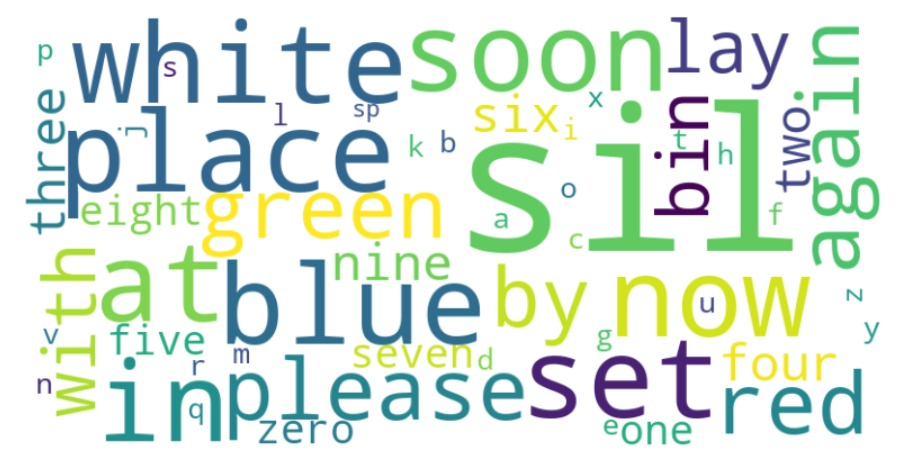 p
white
s
soon
lay
again
three
j
place
l
sp
k
b
six
i
x
sil
bin
t
h
two
eight
green
a
o
c
f
with
at
blue
nine
by
now
u
z
y
v
five
r
m
seven
d
g
set
four
n
in
q
please
zero
e
one
red